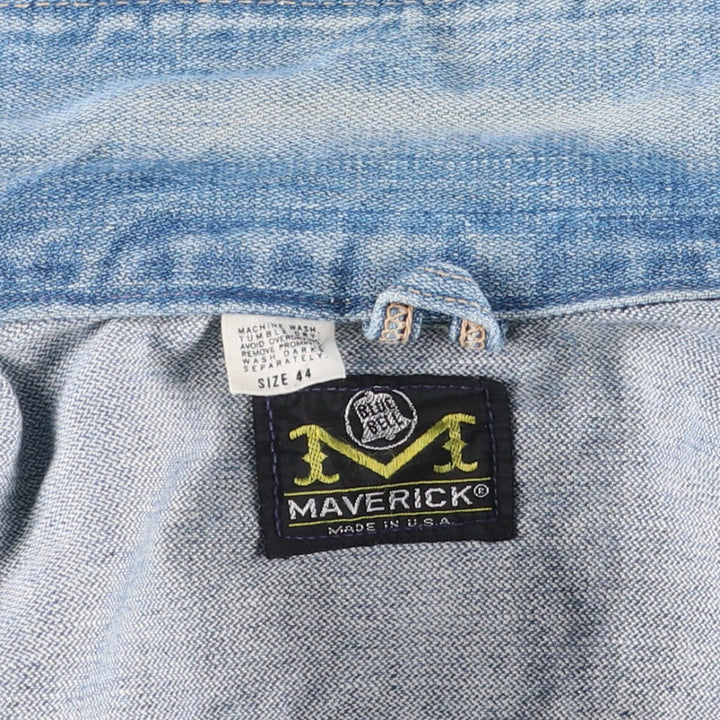 MACHINE WASH.
TUMBLE DRY.
AVOID OVERDRYING
REMOVE PROMPTLY
WASH DARKS
SEPARATELY.
SIZE 44
BLUE
BELL
M
MAVERICK®
MADE IN U.S.A.